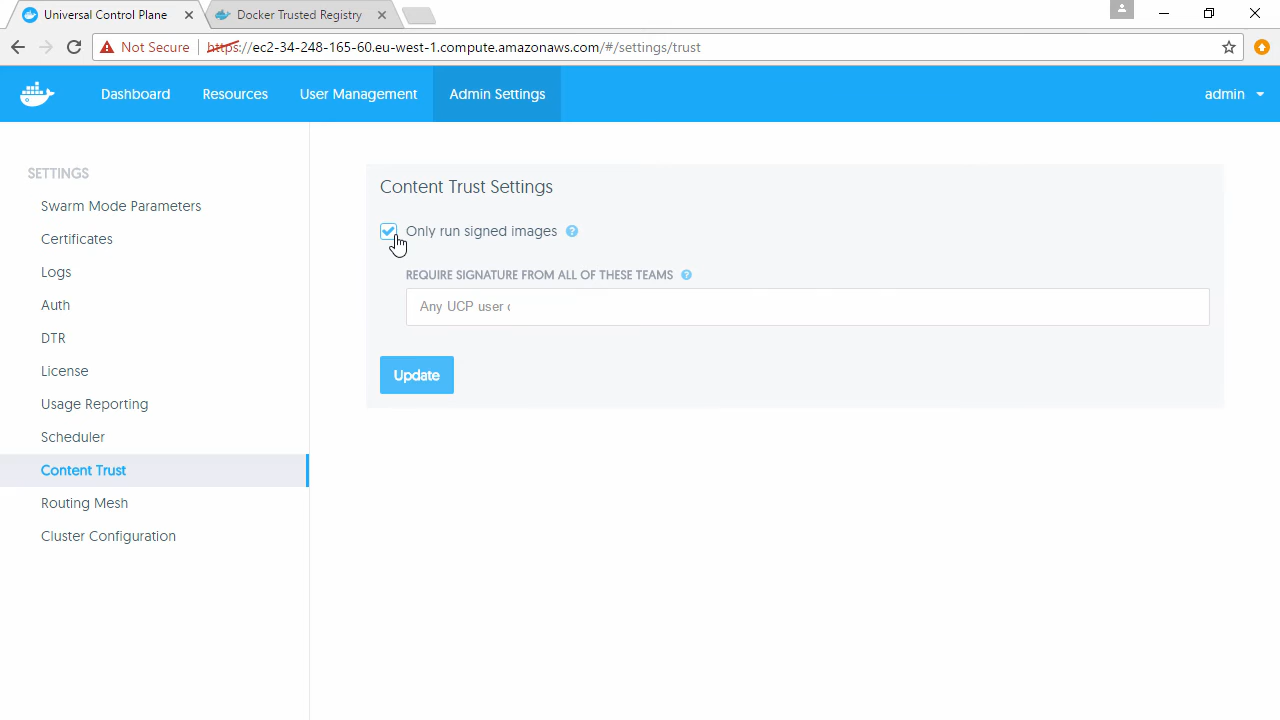 Universal Control Plane
Docker Trusted Registry
Not Secure
https://ec2-34-248-165-60.eu-west-1.compute.amazonaws.com/#/settings/trust
Dashboard
Resources
User Management
Admin Settings
admin
SETTINGS
Swarm Mode Parameters
Certificates
Logs
Auth
DTR
License
Usage Reporting
Scheduler
Content Trust
Routing Mesh
Cluster Configuration
Content Trust Settings
Only run signed images
REQUIRE SIGNATURE FROM ALL OF THESE TEAMS
Any UCP user
Update